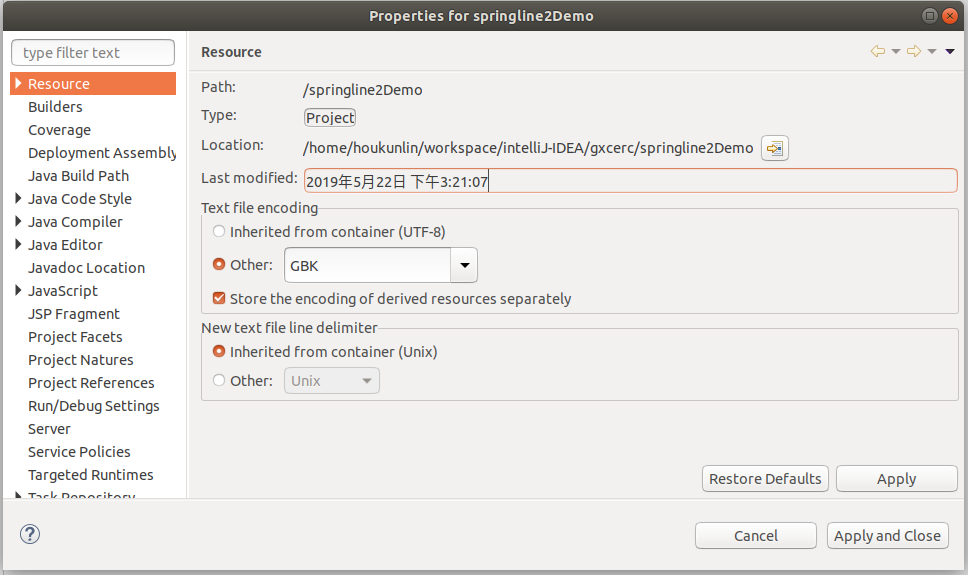 Properties for springline2Demo
type filter text
Resource
Builders
Coverage
Deployment Assembly
Java Build Path
Java Code Style
Java Compiler
Java Editor
Javadoc Location
JavaScript
JSP Fragment
Project Facets
Project Natures
Project References
Run/Debug Settings
Server
Service Policies
Targeted Runtimes
Task Repository
Resource
Path: /springline2Demo
Type: Project
Location: /home/houkunlin/workspace/intelliJ-IDEA/gxcerc/springline2Demo
Last modified: 2019年5月22日 下午3:21:07
Text file encoding
Inherited from container (UTF-8)
Other: GBK
Store the encoding of derived resources separately
New text file line delimiter
Inherited from container (Unix)
Other: Unix
Restore Defaults Apply
? Cancel Apply and Close